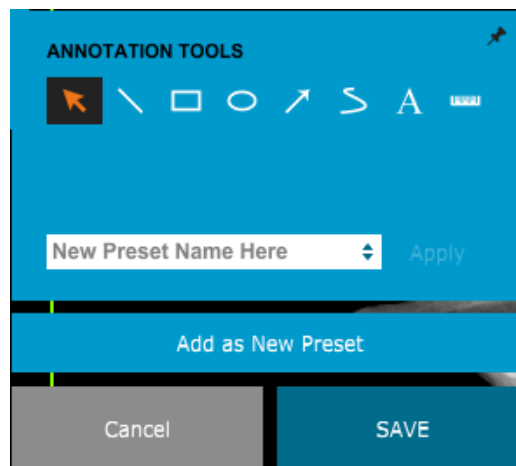 ANNOTATION TOOLS
A
New Preset Name Here
Apply
Add as New Preset
Cancel
SAVE